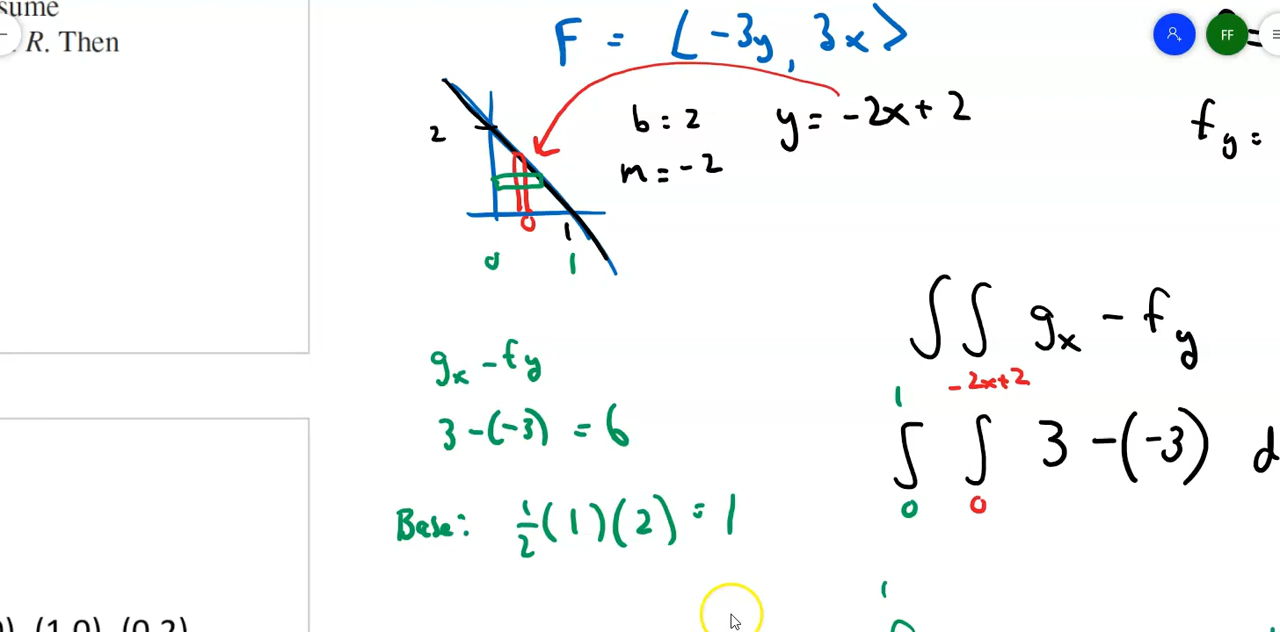 sume
R. Then
F = ⟨-3y, 3x⟩
FF
b = 2
y = -2x + 2
m = -2
f_y =
2
0
1
0
1
∫∫ g_x - f_y
g_x - f_y
3 - (-3) = 6
1 -2x+2
∫ ∫ 3 - (-3) d
0 0
Base: 1/2 (1)(2) = 1
1
(1,0), (0,2)